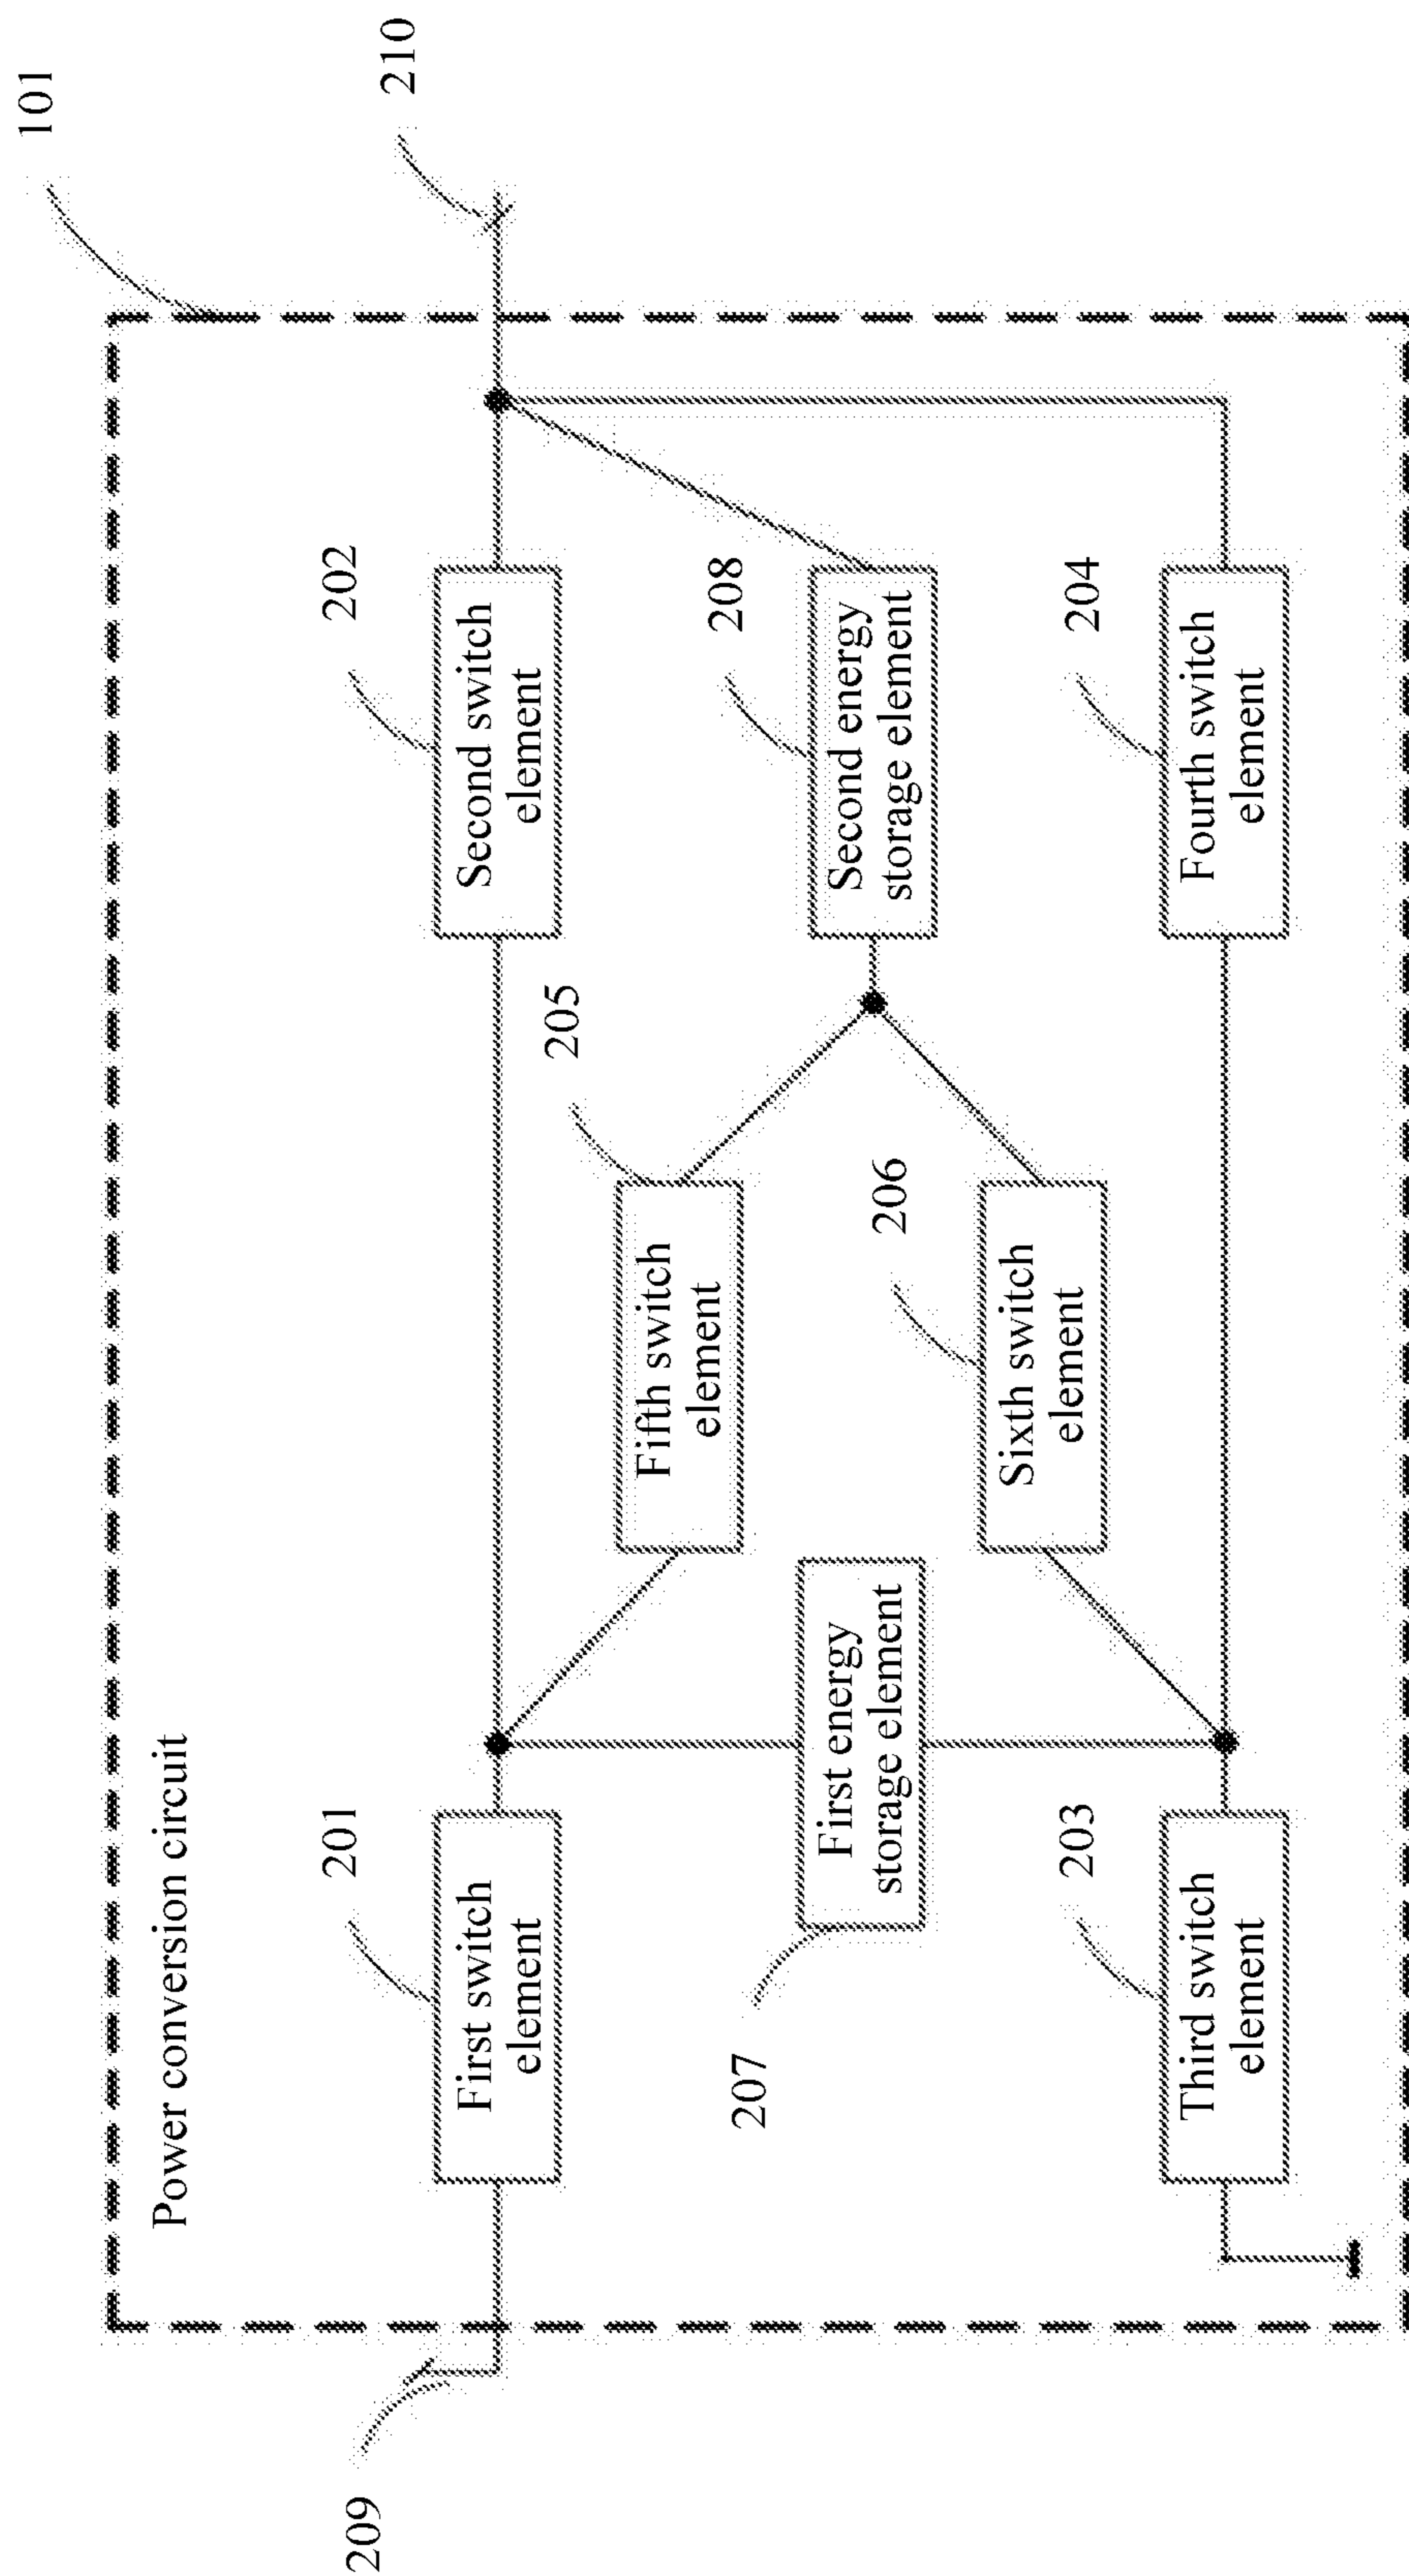 101
210
Power conversion circuit
201
First switch
element
202
Second switch
element
205
Fifth switch
element
207
First energy
storage element
208
Second energy
storage element
206
Sixth switch
element
203
Third switch
element
204
Fourth switch
element
209